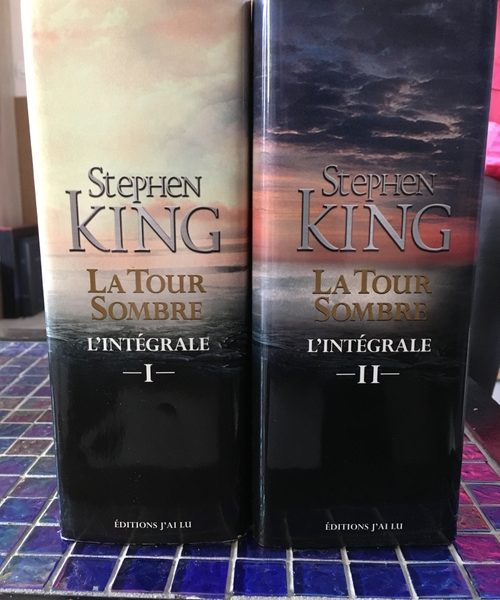 Stephen
KING
LA TOUR
SOMBRE
L'INTÉGRALE
—I—
ÉDITIONS J'AI LU
Stephen
KING
LA TOUR
SOMBRE
L'INTÉGRALE
—II—
ÉDITIONS J'AI LU